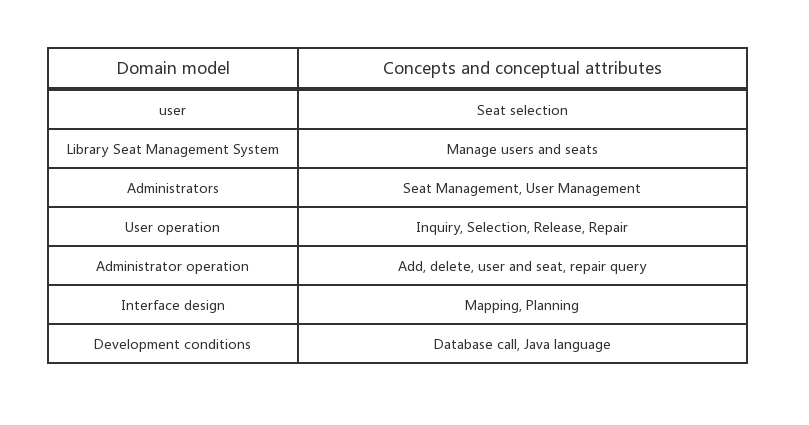 Domain model Concepts and conceptual attributes
user Seat selection
Library Seat Management System Manage users and seats
Administrators Seat Management, User Management
User operation Inquiry, Selection, Release, Repair
Administrator operation Add, delete, user and seat, repair query
Interface design Mapping, Planning
Development conditions Database call, Java language